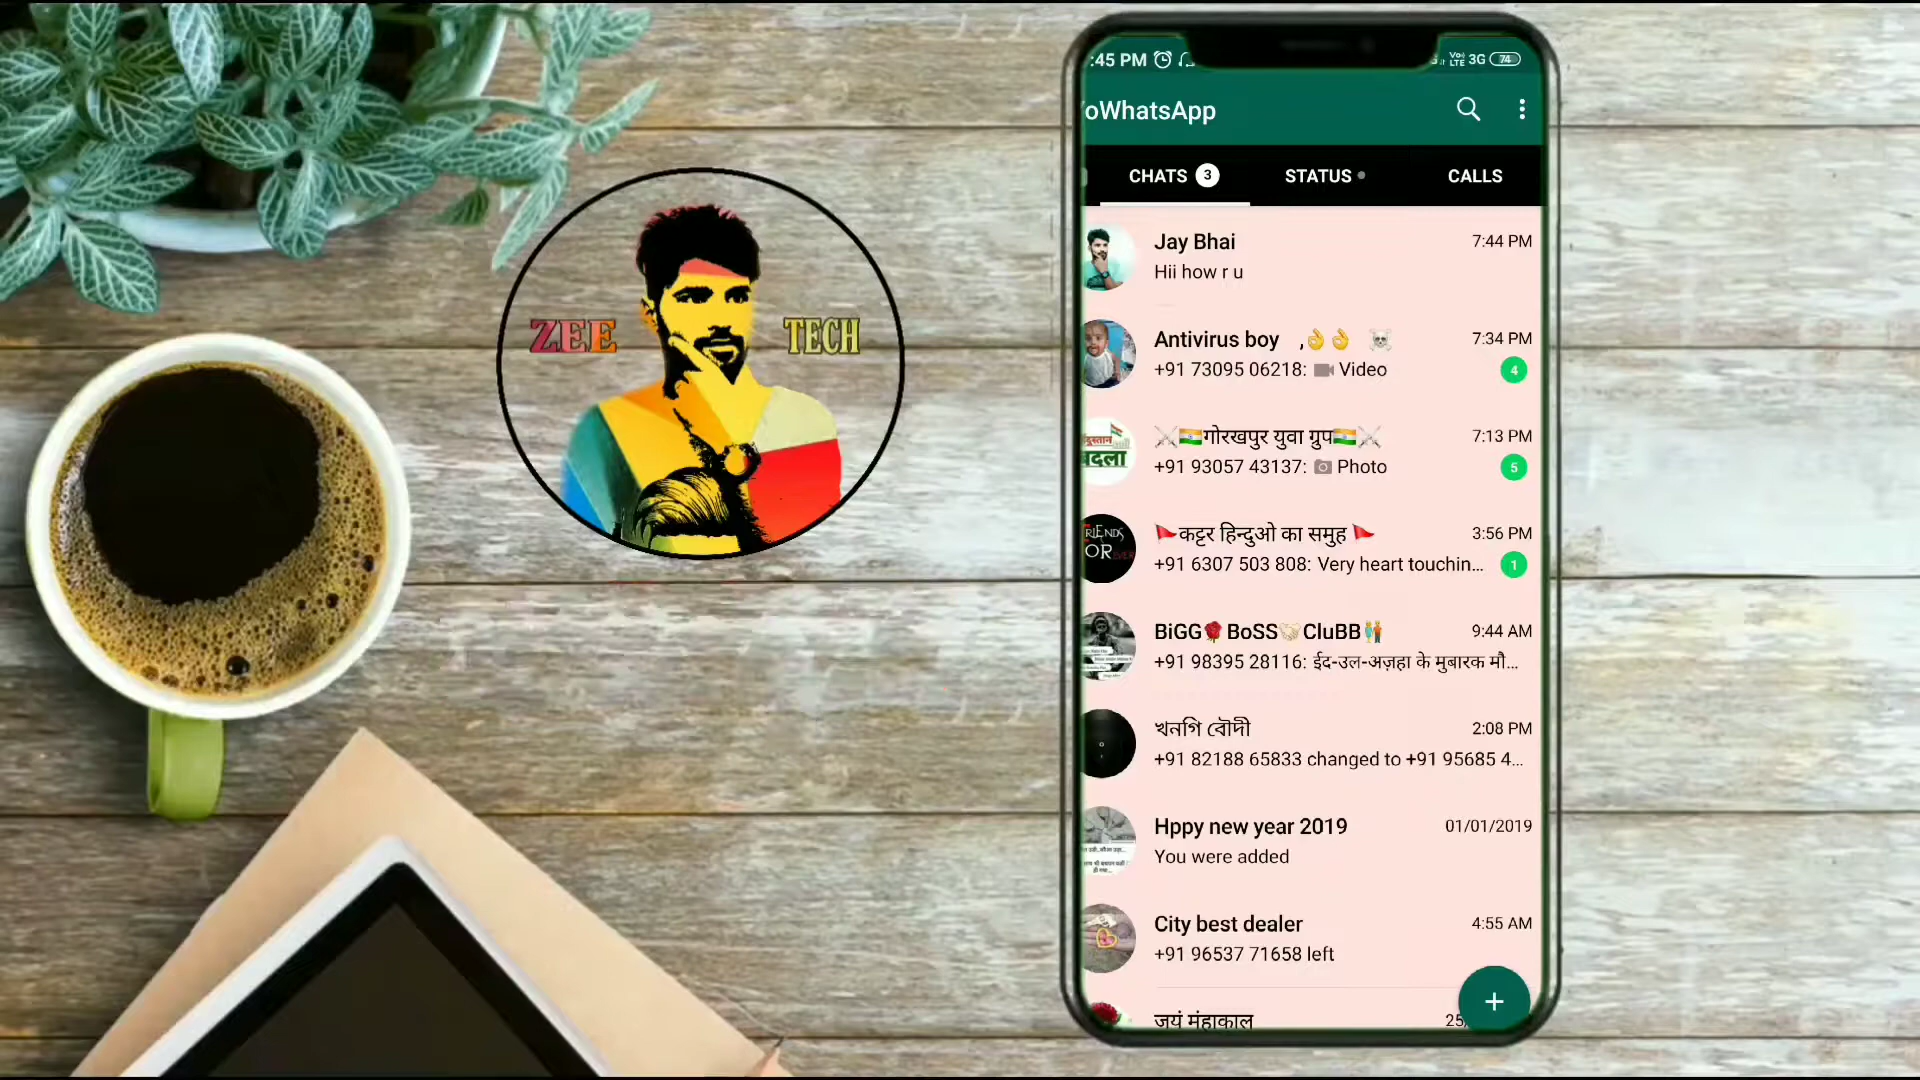 ZEE TECH
:45 PM
3G 74
oWhatsApp
CHATS 3 STATUS CALLS
Jay Bhai 7:44 PM
Hii how r u
Antivirus boy ,👌👌 ☠ 7:34 PM
+91 73095 06218: Video 4
⚔🇮🇳गोरखपुर युवा ग्रुप🇮🇳⚔ 7:13 PM
+91 93057 43137: Photo 5
🚩कट्टर हिन्दुओ का समुह 🚩 3:56 PM
+91 6307 503 808: Very heart touchin... 1
BiGG🌹BoSS🤝CluBB👬 9:44 AM
+91 98395 28116: ईद-उल-अज़हा के मुबारक मौ...
খনগি বৌদী 2:08 PM
+91 82188 65833 changed to +91 95685 4...
Hppy new year 2019 01/01/2019
You were added
City best dealer 4:55 AM
+91 96537 71658 left
जयं मंहाकाल 25